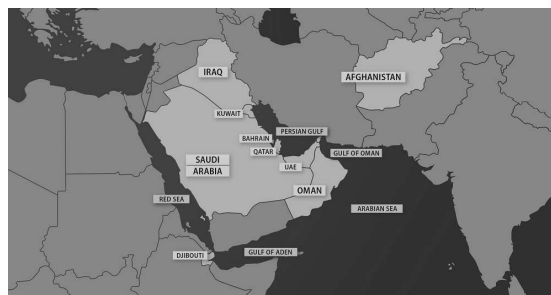 IRAQ
AFGHANISTAN
KUWAIT
PERSIAN GULF
BAHRAIN
QATAR
GULF OF OMAN
SAUDI
ARABIA
UAE
OMAN
RED SEA
ARABIAN SEA
DJIBOUTI
GULF OF ADEN